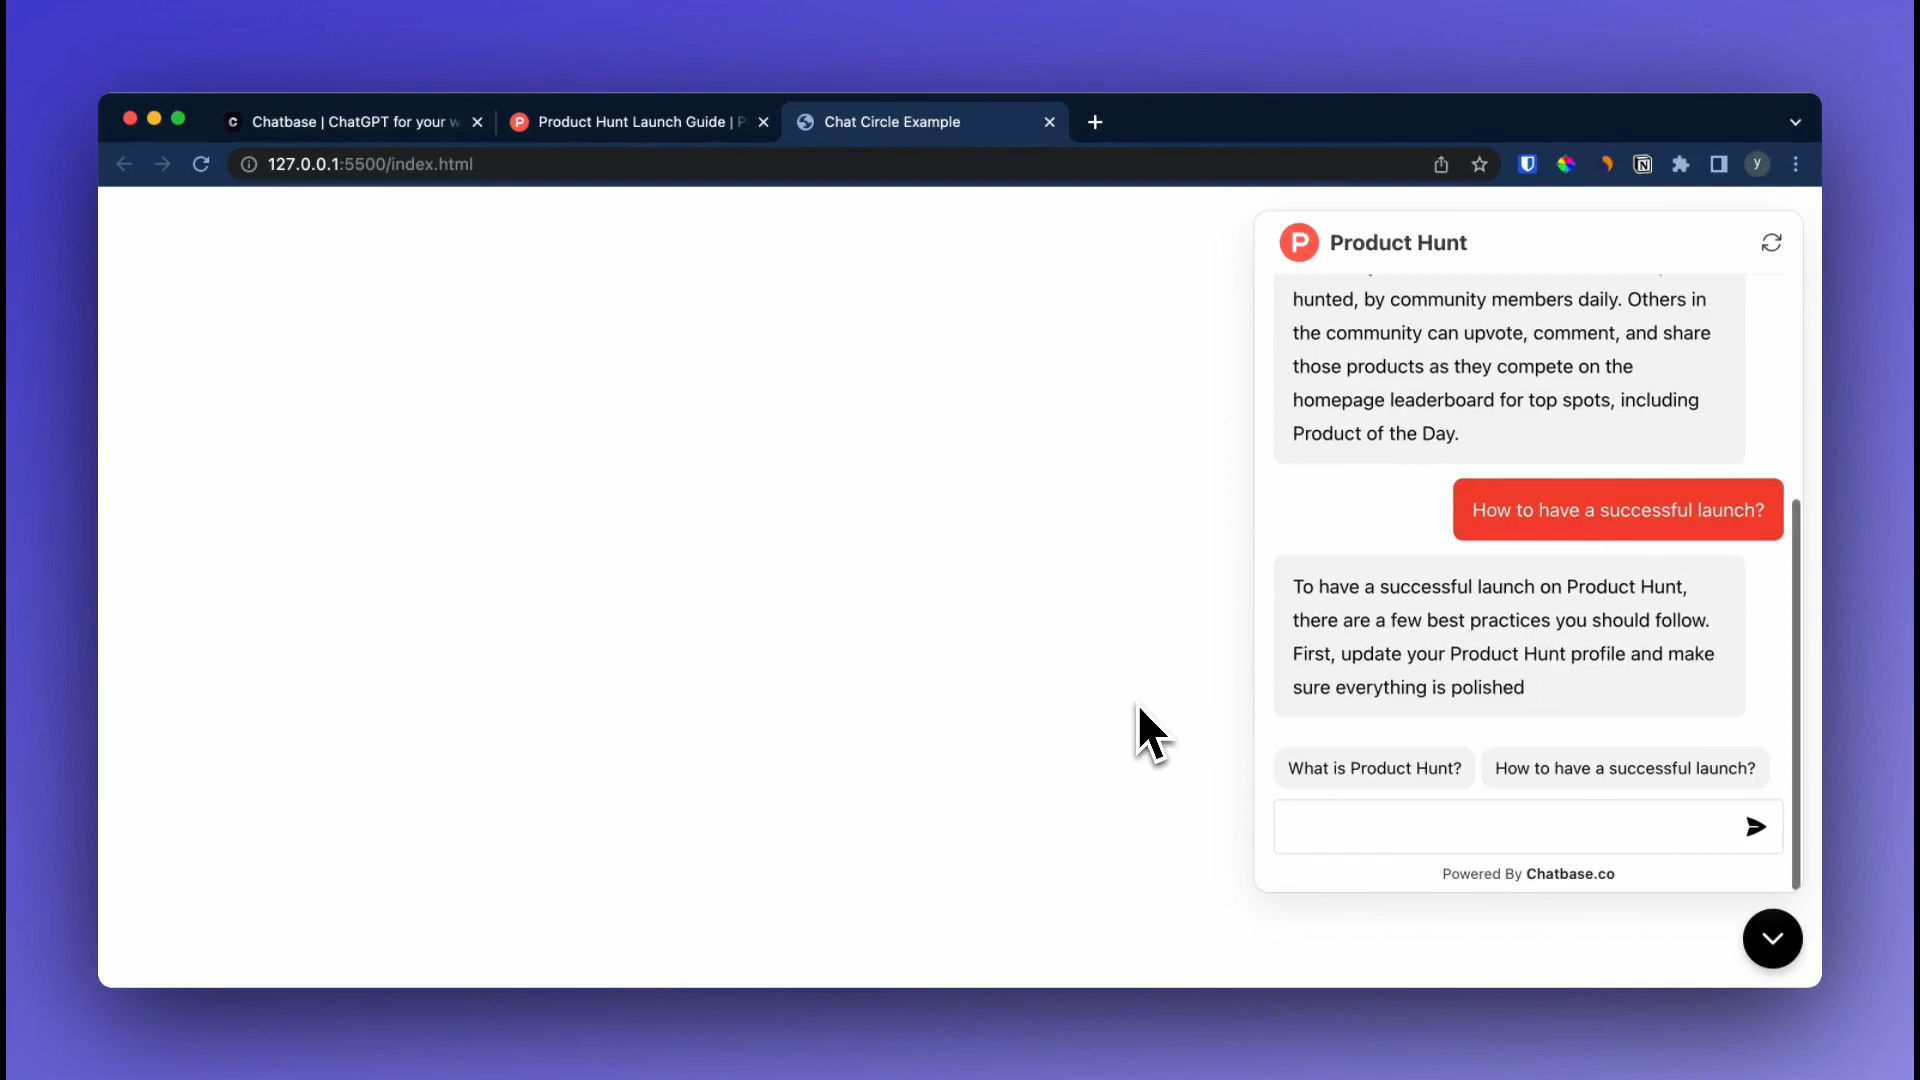 Chatbase | ChatGPT for your w
Product Hunt Launch Guide | P
Chat Circle Example
127.0.0.1:5500/index.html
y
P Product Hunt
hunted, by community members daily. Others in
the community can upvote, comment, and share
those products as they compete on the
homepage leaderboard for top spots, including
Product of the Day.
How to have a successful launch?
To have a successful launch on Product Hunt,
there are a few best practices you should follow.
First, update your Product Hunt profile and make
sure everything is polished
What is Product Hunt?
How to have a successful launch?
Powered By Chatbase.co